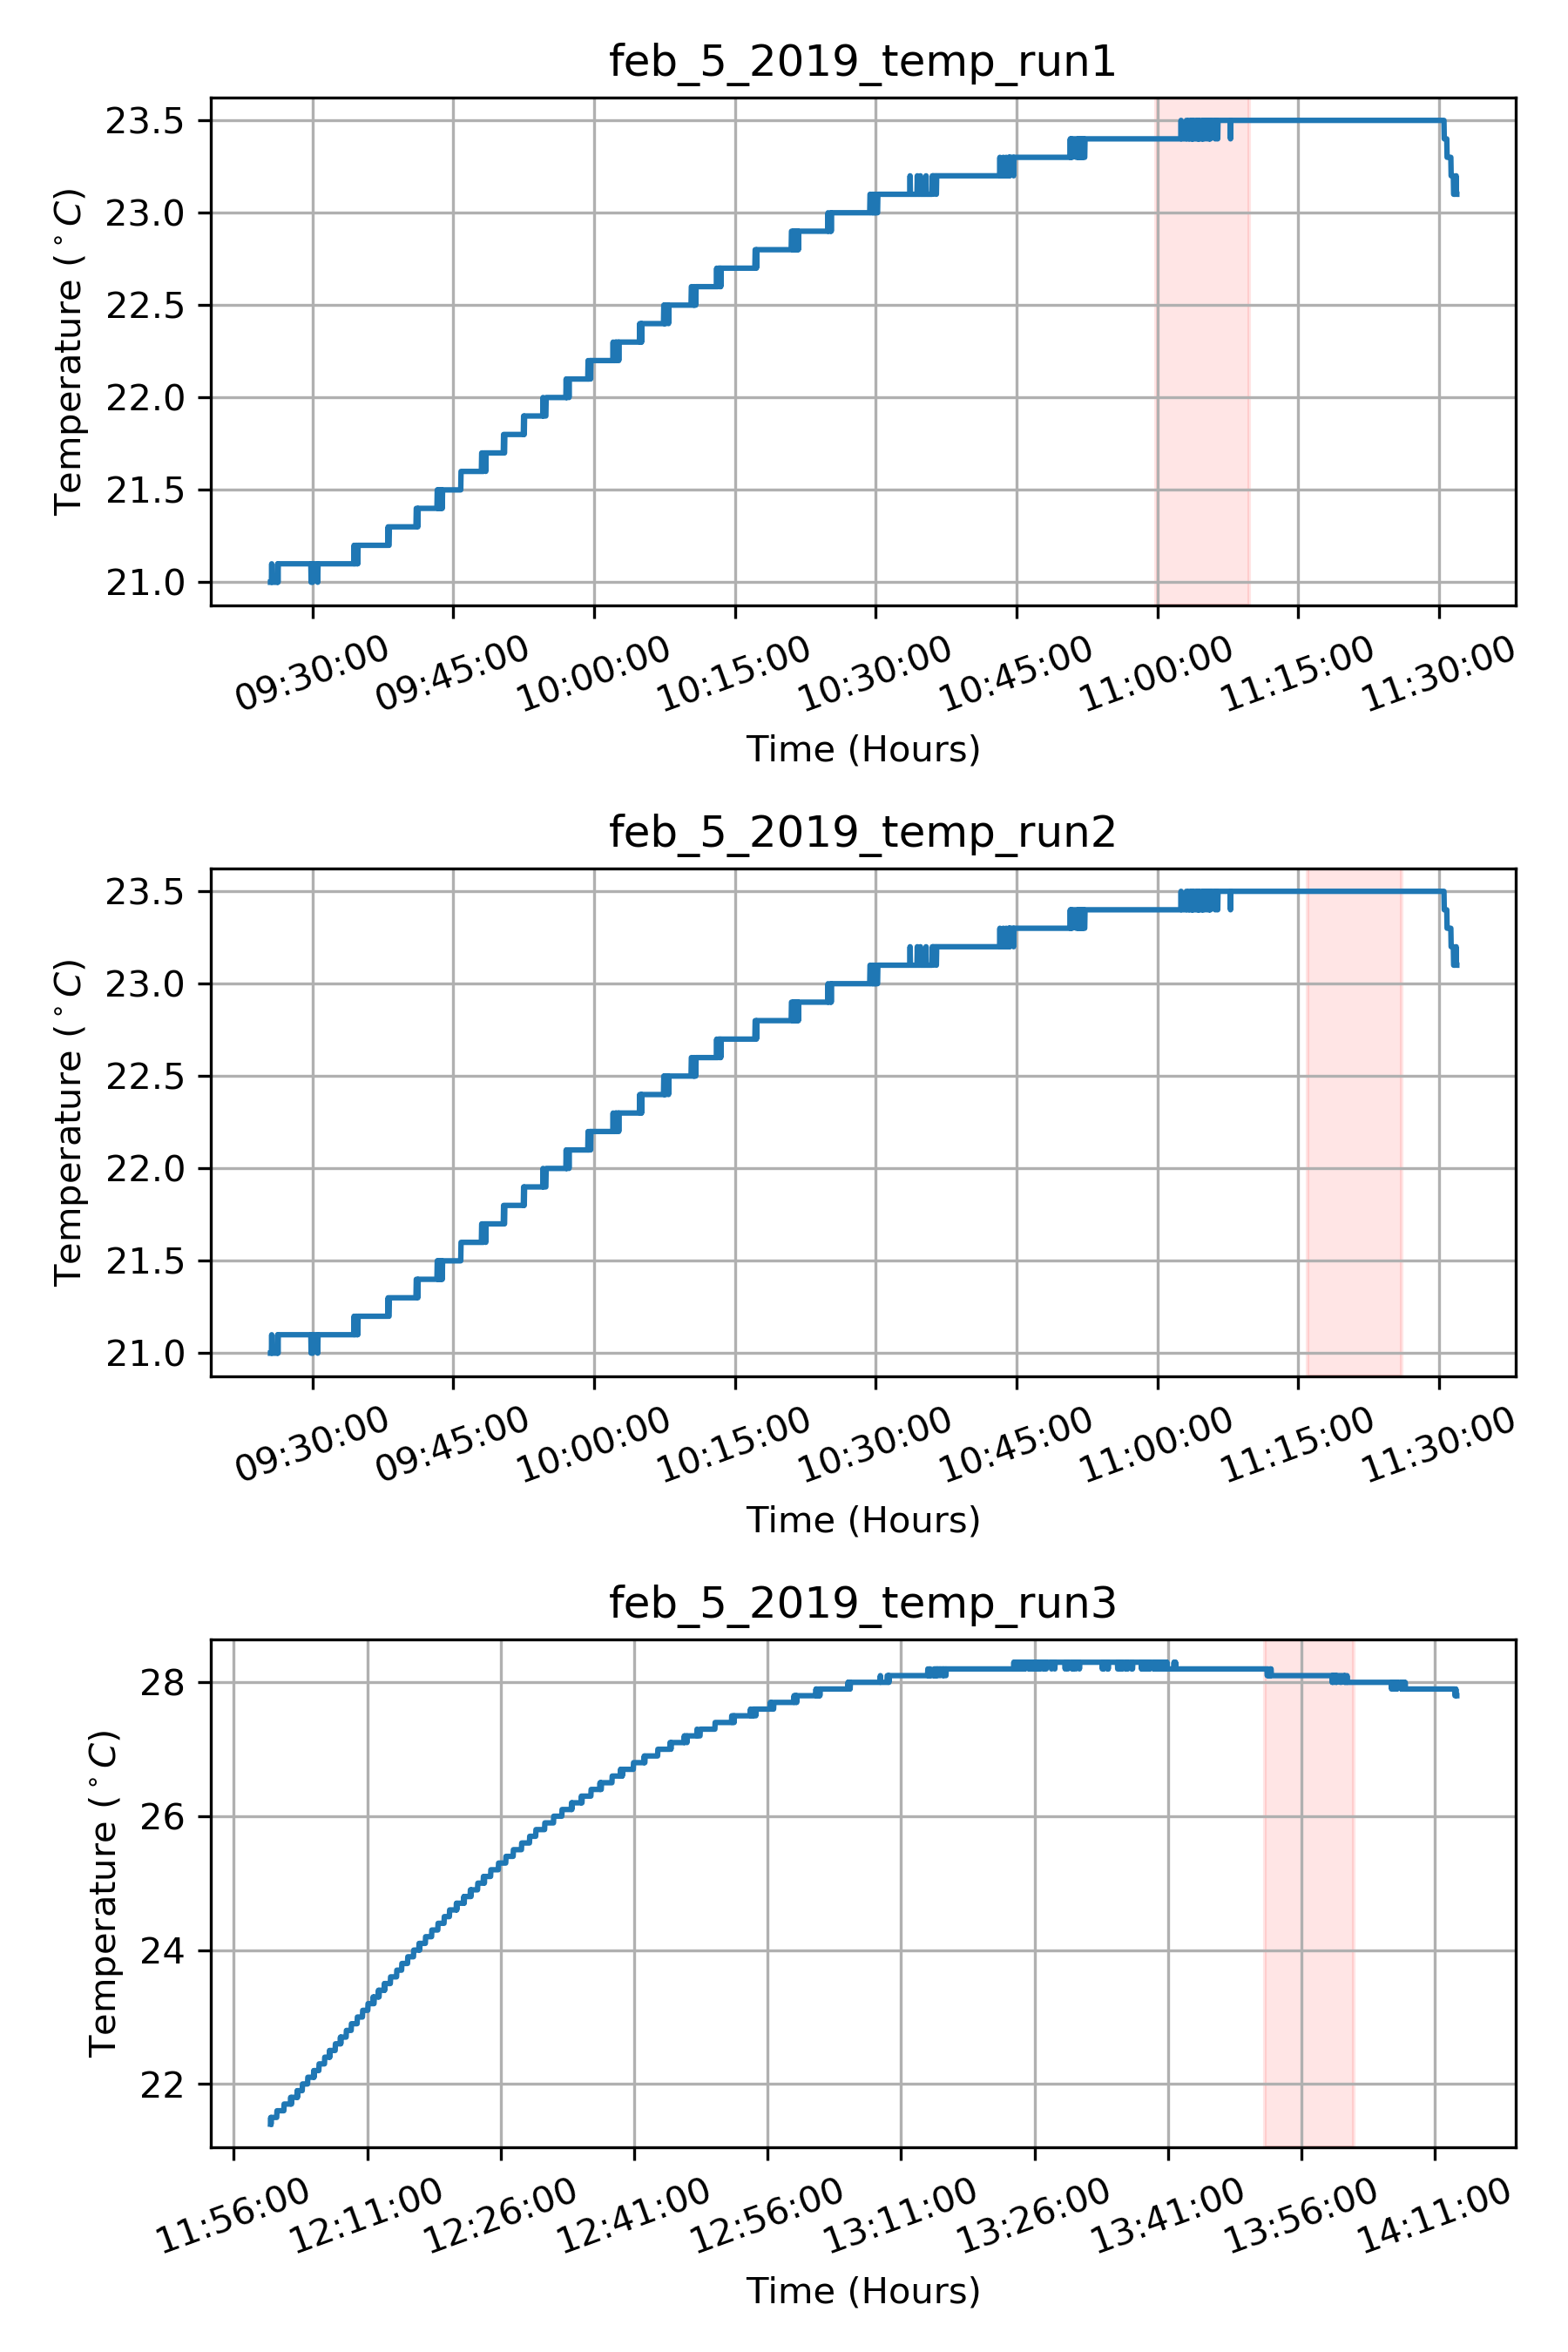 feb_5_2019_temp_run1
23.5
23.0
22.5
22.0
21.5
21.0
Temperature (°C)
09:30:00 09:45:00 10:00:00 10:15:00 10:30:00 10:45:00 11:00:00 11:15:00 11:30:00
Time (Hours)
feb_5_2019_temp_run2
23.5
23.0
22.5
22.0
21.5
21.0
Temperature (°C)
09:30:00 09:45:00 10:00:00 10:15:00 10:30:00 10:45:00 11:00:00 11:15:00 11:30:00
Time (Hours)
feb_5_2019_temp_run3
28
26
24
22
Temperature (°C)
11:56:00 12:11:00 12:26:00 12:41:00 12:56:00 13:11:00 13:26:00 13:41:00 13:56:00 14:11:00
Time (Hours)